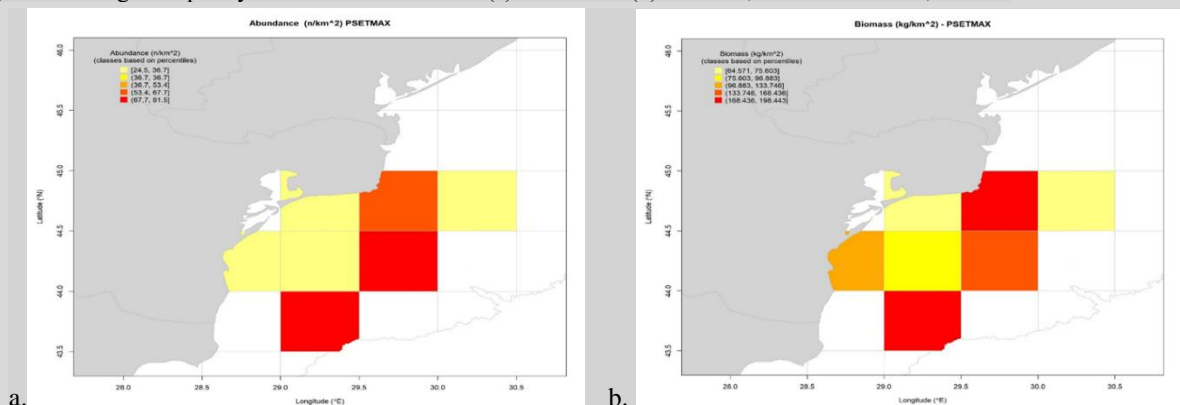 Abundance (n/km^2) PSETMAX
Abundance (n/km^2)
(classes based on percentiles)
[24.5, 36.7]
(36.7, 36.7]
(36.7, 53.4]
(53.4, 67.7]
(67.7, 81.5]
46.0
45.5
45.0
44.5
44.0
43.5
Latitude (°N)
28.0 28.5 29.0 29.5 30.0 30.5
Longitude (°E)
a.
Biomass (kg/km^2) - PSETMAX
Biomass (kg/km^2)
(classes based on percentiles)
[64.571, 75.603]
(75.603, 96.883]
(96.883, 133.746]
(133.746, 168.436]
(168.436, 198.443]
46.0
45.5
45.0
44.5
44.0
43.5
Latitude (°N)
28.0 28.5 29.0 29.5 30.0 30.5
Longitude (°E)
b.